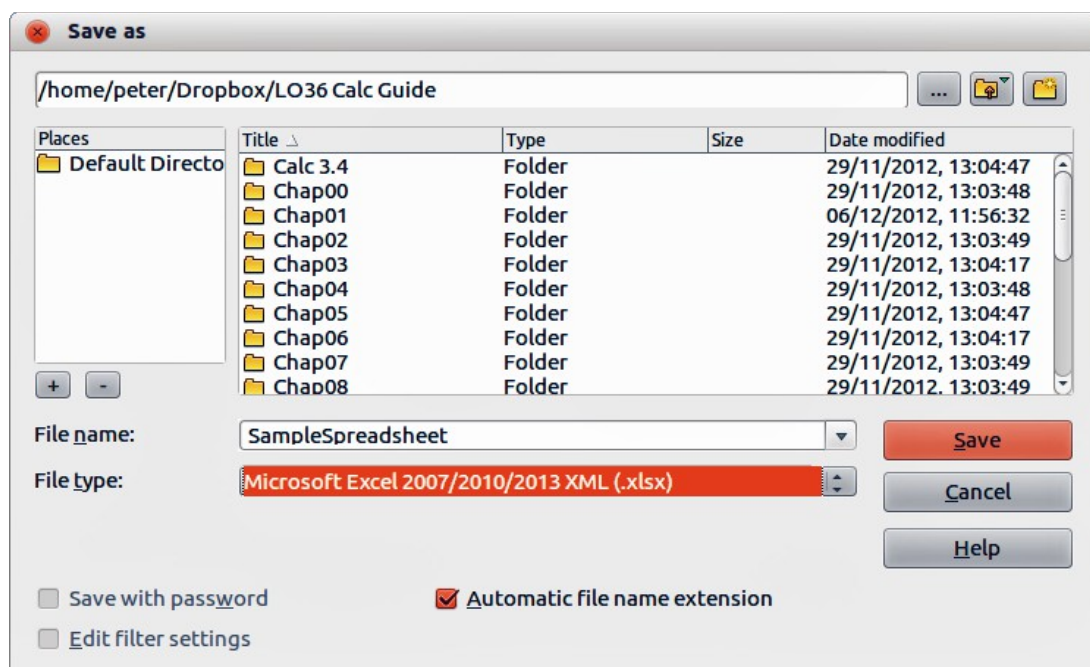 Save as
/home/peter/Dropbox/LO36 Calc Guide
...
Places
Title Type Size Date modified
Default Directo
Calc 3.4 Folder 29/11/2012, 13:04:47
Chap00 Folder 29/11/2012, 13:03:48
Chap01 Folder 06/12/2012, 11:56:32
Chap02 Folder 29/11/2012, 13:03:49
Chap03 Folder 29/11/2012, 13:04:17
Chap04 Folder 29/11/2012, 13:03:48
Chap05 Folder 29/11/2012, 13:04:47
Chap06 Folder 29/11/2012, 13:04:17
Chap07 Folder 29/11/2012, 13:03:49
Chap08 Folder 29/11/2012, 13:03:49
+ -
File name: SampleSpreadsheet Save
File type: Microsoft Excel 2007/2010/2013 XML (.xlsx)
Cancel
Help
Save with password Automatic file name extension
Edit filter settings